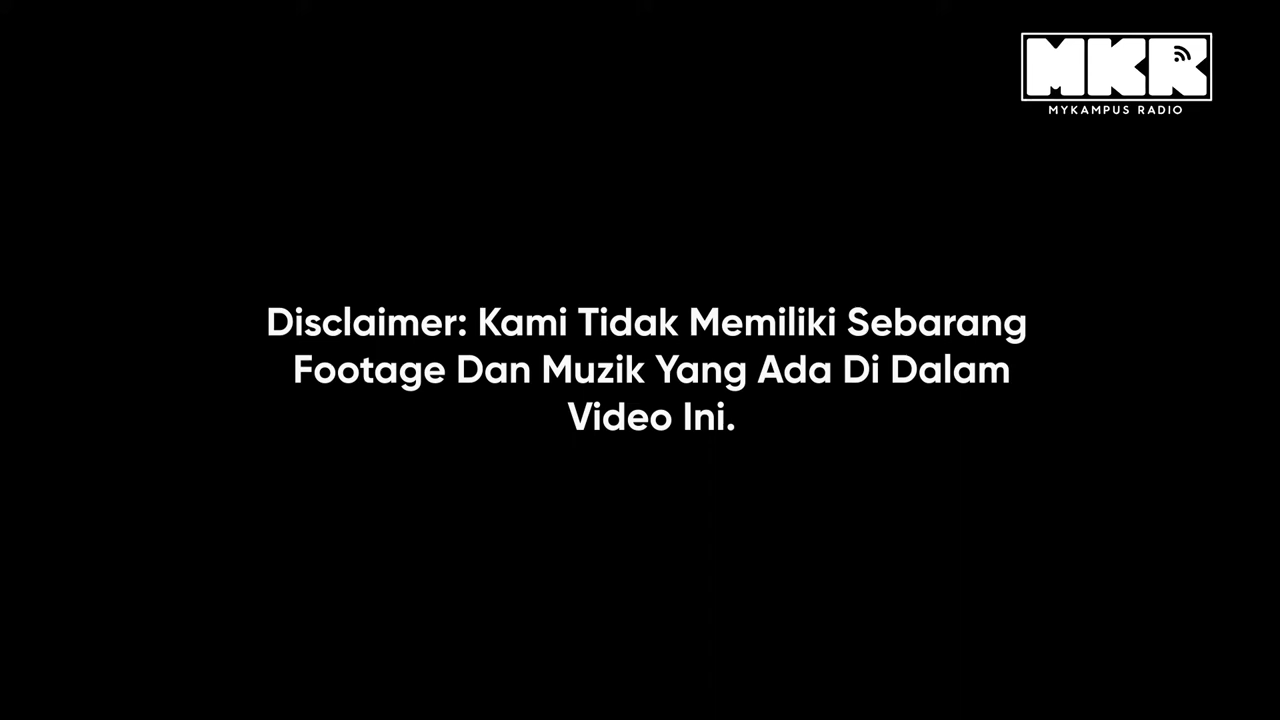 MKR
MYKAMPUS RADIO
Disclaimer: Kami Tidak Memiliki Sebarang
Footage Dan Muzik Yang Ada Di Dalam
Video Ini.